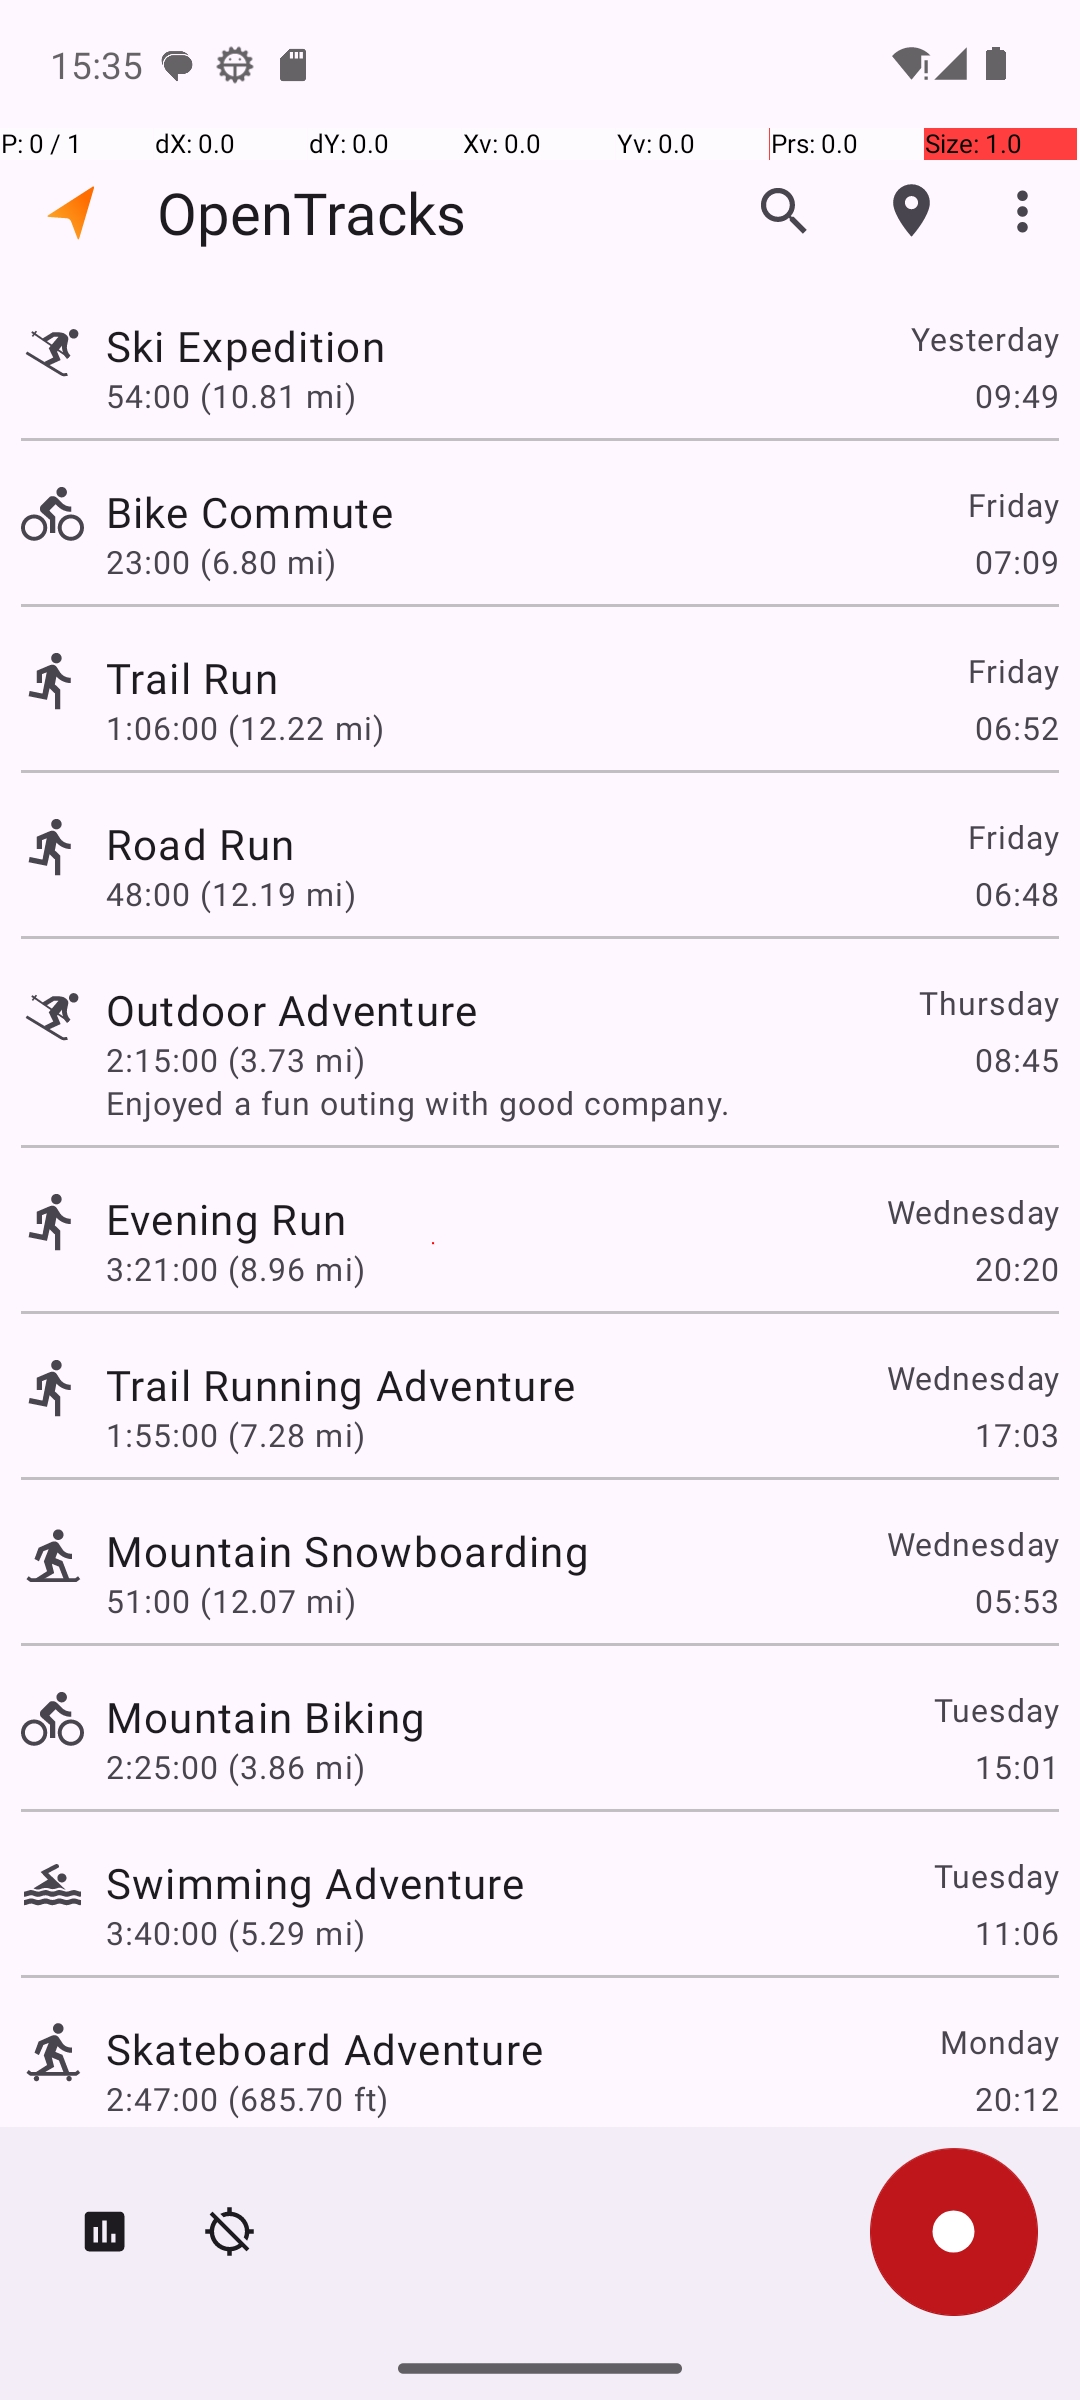 15:35
P: 0 / 1 dX: 0.0 dY: 0.0 Xv: 0.0 Yv: 0.0 Prs: 0.0 Size: 1.0
OpenTracks
Ski Expedition Yesterday
54:00 (10.81 mi) 09:49
Bike Commute Friday
23:00 (6.80 mi) 07:09
Trail Run Friday
1:06:00 (12.22 mi) 06:52
Road Run Friday
48:00 (12.19 mi) 06:48
Outdoor Adventure Thursday
2:15:00 (3.73 mi) 08:45
Enjoyed a fun outing with good company.
Evening Run Wednesday
3:21:00 (8.96 mi) 20:20
Trail Running Adventure Wednesday
1:55:00 (7.28 mi) 17:03
Mountain Snowboarding Wednesday
51:00 (12.07 mi) 05:53
Mountain Biking Tuesday
2:25:00 (3.86 mi) 15:01
Swimming Adventure Tuesday
3:40:00 (5.29 mi) 11:06
Skateboard Adventure Monday
2:47:00 (685.70 ft) 20:12